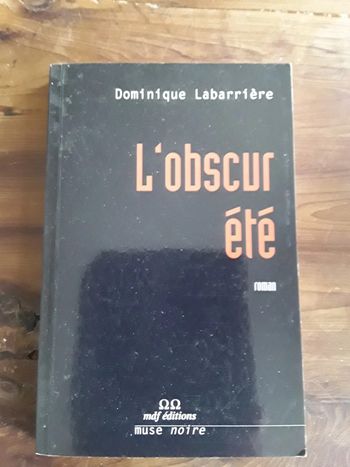 Dominique Labarrière
L'obscur
été
roman
ΩΩ
mdf éditions
muse noire